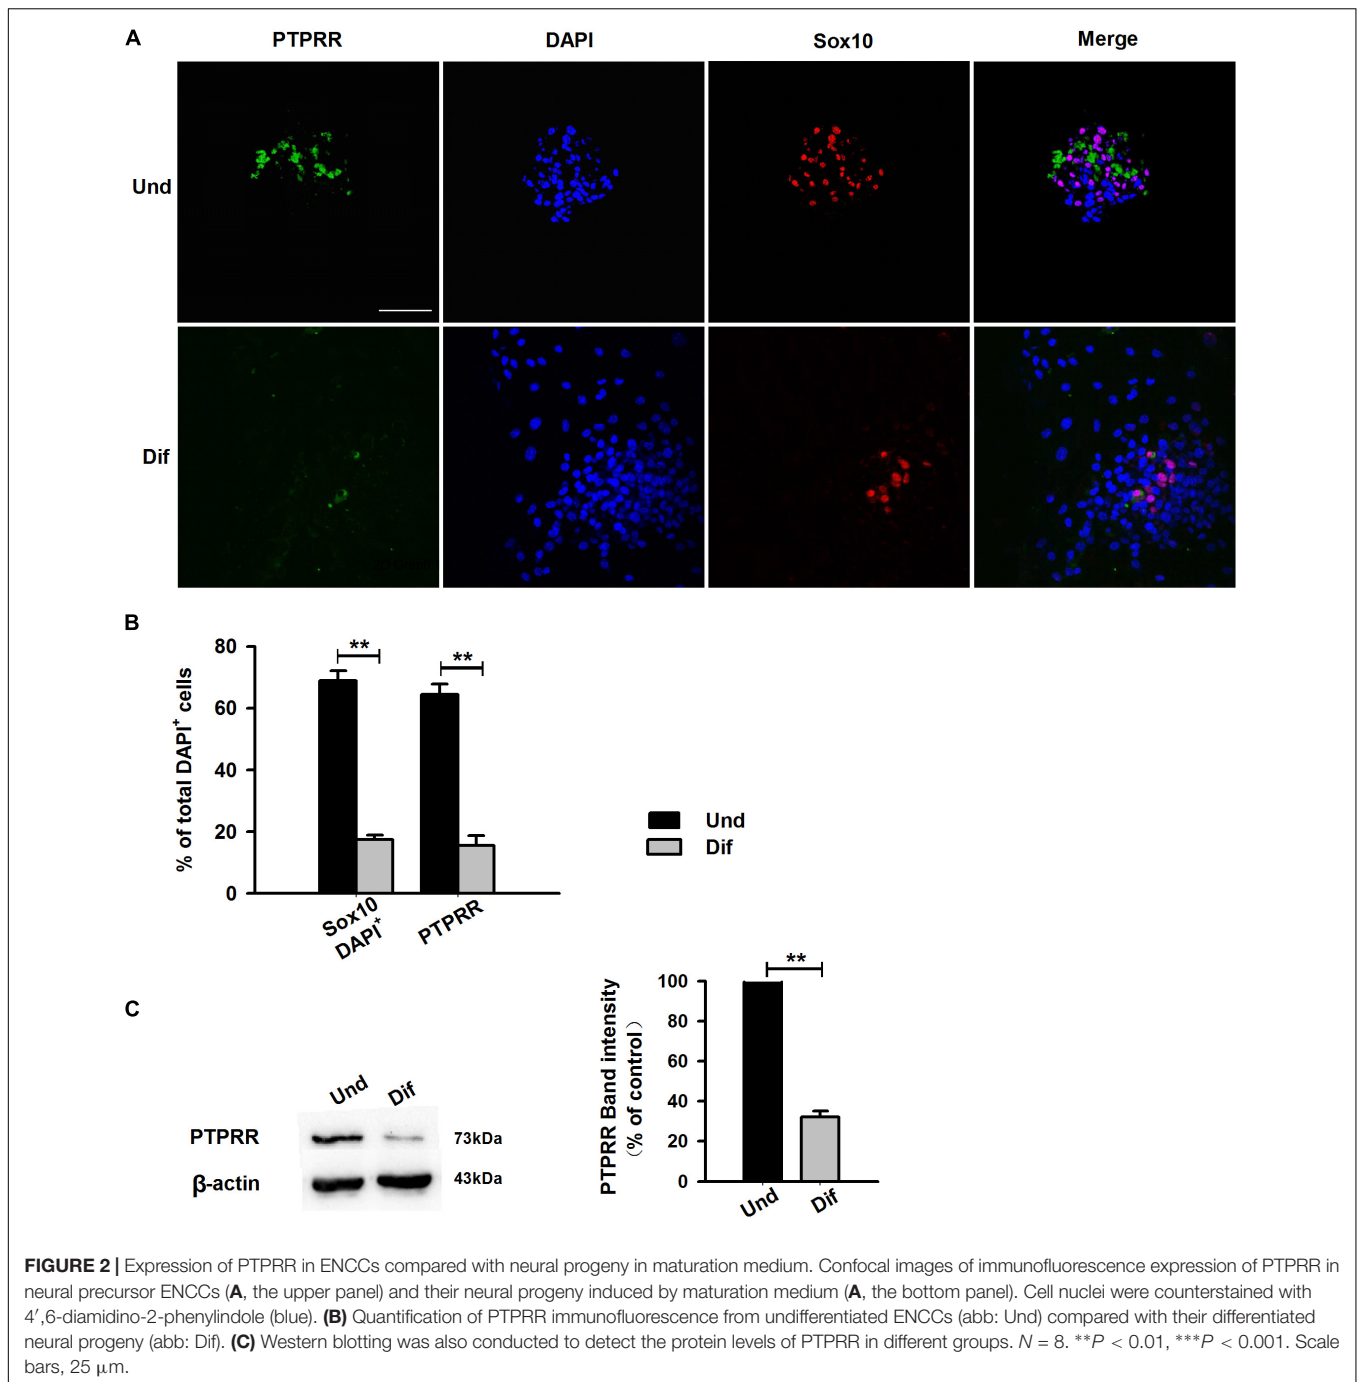 A
PTPRR DAPI Sox10 Merge
Und
Dif
B
% of total DAPI⁺ cells
80
60
40
20
0
**
**
Sox10 DAPI⁺
PTPRR
Und
Dif
C
Und Dif
PTPRR 73kDa
β-actin 43kDa
PTPRR Band intensity
(% of control)
100
80
60
40
20
0
**
Und
Dif
FIGURE 2 | Expression of PTPRR in ENCCs compared with neural progeny in maturation medium. Confocal images of immunofluorescence expression of PTPRR in
neural precursor ENCCs (A, the upper panel) and their neural progeny induced by maturation medium (A, the bottom panel). Cell nuclei were counterstained with
4′,6-diamidino-2-phenylindole (blue). (B) Quantification of PTPRR immunofluorescence from undifferentiated ENCCs (abb: Und) compared with their differentiated
neural progeny (abb: Dif). (C) Western blotting was also conducted to detect the protein levels of PTPRR in different groups. N = 8. **P < 0.01, ***P < 0.001. Scale
bars, 25 μm.